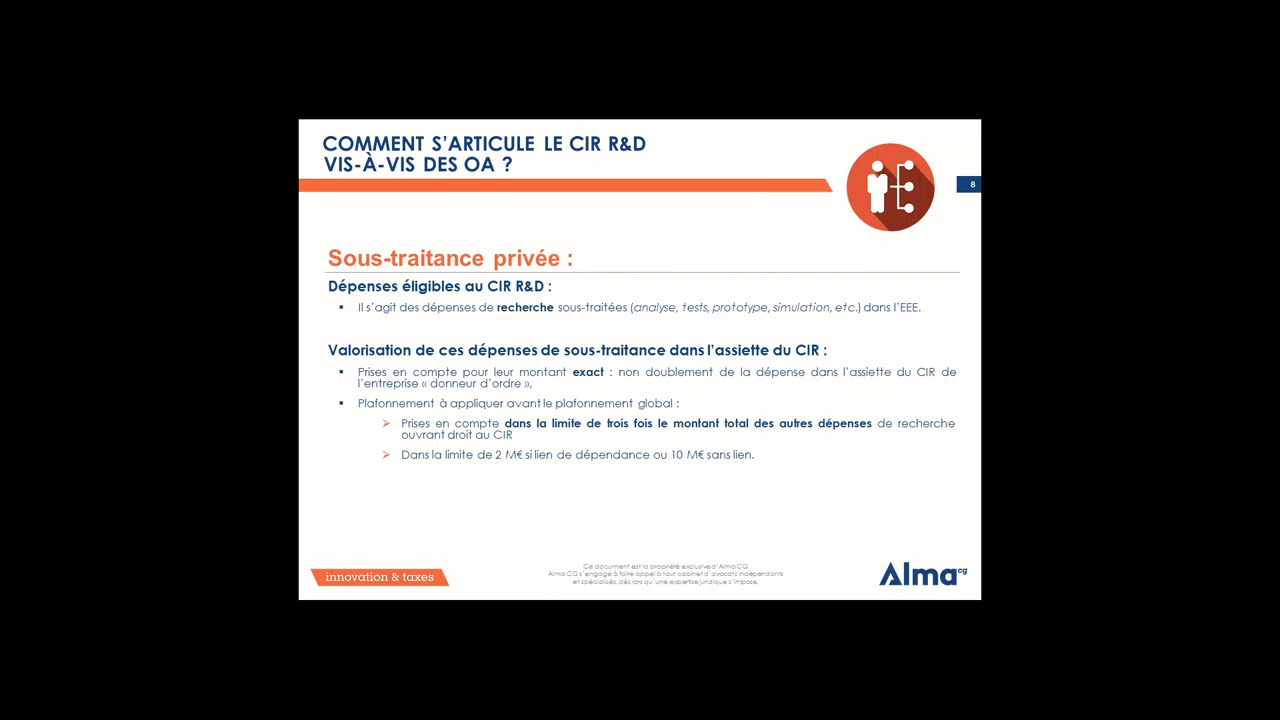 COMMENT S’ARTICULE LE CIR R&D
VIS-À-VIS DES OA ?
8
Sous-traitance privée :
Dépenses éligibles au CIR R&D :
▪ Il s’agit des dépenses de recherche sous-traitées (analyse, tests, prototype, simulation, etc.) dans l’EEE.
Valorisation de ces dépenses de sous-traitance dans l’assiette du CIR :
▪ Prises en compte pour leur montant exact : non doublement de la dépense dans l’assiette du CIR de
l’entreprise « donneur d’ordre »,
▪ Plafonnement à appliquer avant le plafonnement global :
➢ Prises en compte dans la limite de trois fois le montant total des autres dépenses de recherche
ouvrant droit au CIR
➢ Dans la limite de 2 M€ si lien de dépendance ou 10 M€ sans lien.
innovation & taxes
Ce document est la propriété exclusive d’Alma CG
Alma CG s’engage à faire appel à tout cabinet d’avocats indépendants
et spécialisés, dès lors qu’une expertise juridique s’impose.
Alma cg